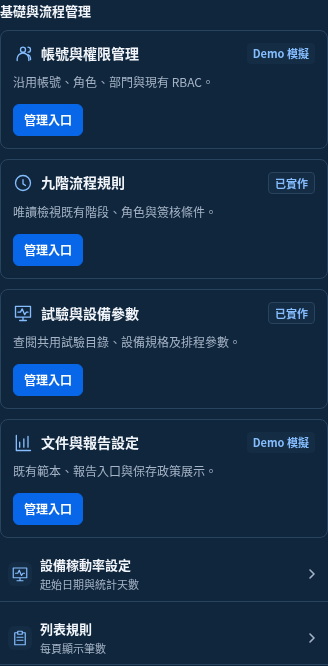 基礎與流程管理
帳號與權限管理
Demo 模擬
沿用帳號、角色、部門與現有 RBAC。
管理入口
九階流程規則
已實作
唯讀檢視既有階段、角色與簽核條件。
管理入口
試驗與設備參數
已實作
查閱共用試驗目錄、設備規格及排程參數。
管理入口
文件與報告設定
Demo 模擬
既有範本、報告入口與保存政策展示。
管理入口
設備稼動率設定
起始日期與統計天數
列表規則
每頁顯示筆數